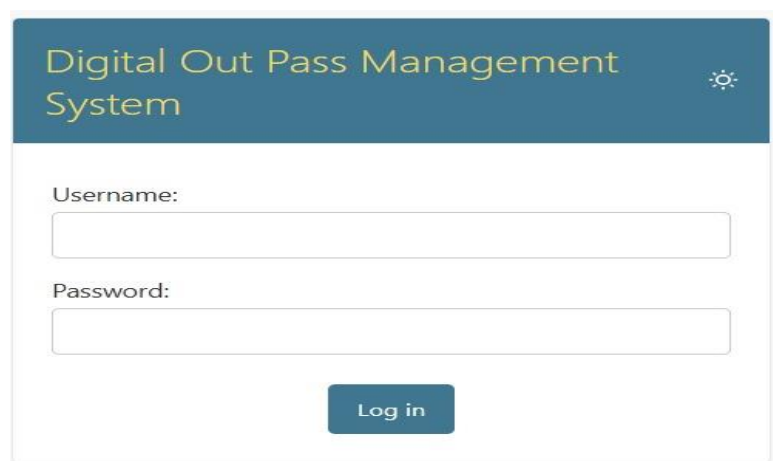 Digital Out Pass Management
System
Username:
Password:
Log in